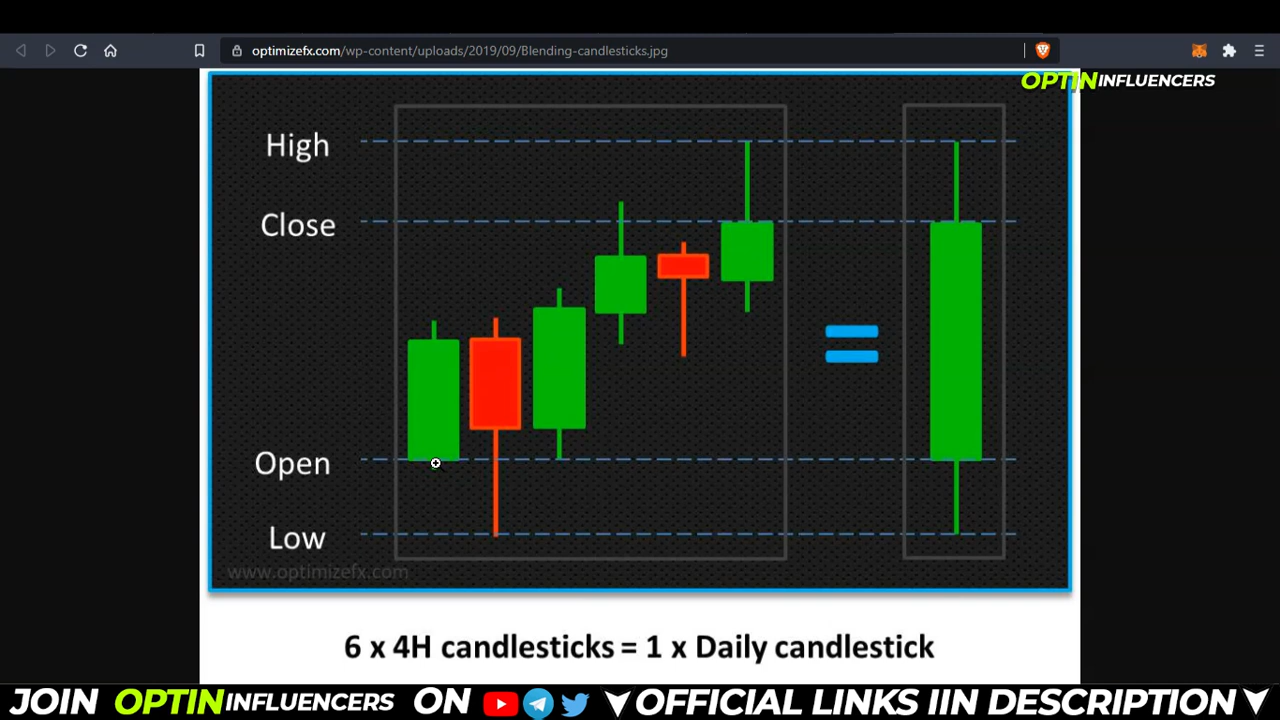 optimizefx.com/wp-content/uploads/2019/09/Blending-candlesticks.jpg
OPTIN INFLUENCERS
High
Close
Open
Low
www.optimizefx.com
6 x 4H candlesticks = 1 x Daily candlestick
JOIN OPTIN INFLUENCERS ON OFFICIAL LINKS IIN DESCRIPTION